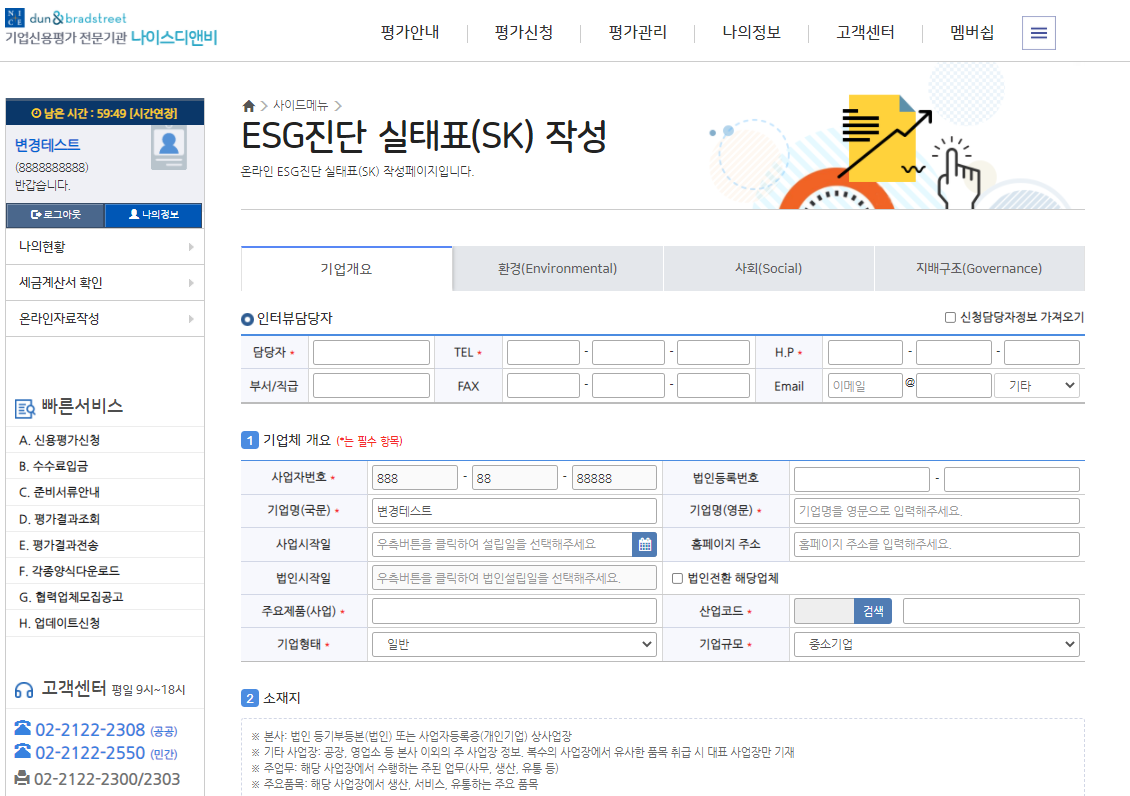 NICE dun & bradstreet
기업신용평가 전문기관 나이스디앤비
평가안내 평가신청 평가관리 나의정보 고객센터 멤버쉽
남은 시간 : 59:49 [시간연장]
변경테스트
(8888888888)
반갑습니다.
로그아웃 나의정보
나의현황
세금계산서 확인
온라인자료작성
빠른서비스
A. 신용평가신청
B. 수수료입금
C. 준비서류안내
D. 평가결과조회
E. 평가결과전송
F. 각종양식다운로드
G. 협력업체모집공고
H. 업데이트신청
고객센터 평일 9시~18시
02-2122-2308 (공공)
02-2122-2550 (민간)
02-2122-2300/2303
사이드메뉴
ESG진단 실태표(SK) 작성
온라인 ESG진단 실태표(SK) 작성페이지입니다.
기업개요 환경(Environmental) 사회(Social) 지배구조(Governance)
인터뷰담당자 신청담당자정보 가져오기
담당자 * TEL * - - H.P * - -
부서/직급 FAX - - Email 이메일 @ 기타
1 기업체 개요 (*는 필수 항목)
사업자번호 * 888 - 88 - 88888 법인등록번호 -
기업명(국문) * 변경테스트 기업명(영문) * 기업명을 영문으로 입력해주세요.
사업시작일 우측버튼을 클릭하여 설립일을 선택해주세요 홈페이지 주소 홈페이지 주소를 입력해주세요.
법인시작일 우측버튼을 클릭하여 법인설립일을 선택해주세요. 법인전환 해당업체
주요제품(사업) * 산업코드 * 검색
기업형태 * 일반 기업규모 * 중소기업
2 소재지
※ 본사: 법인 등기부등본(법인) 또는 사업자등록증(개인기업) 상사업장
※ 기타 사업장: 공장, 영업소 등 본사 이외의 주 사업장 정보. 복수의 사업장에서 유사한 품목 취급 시 대표 사업장만 기재
※ 주업무: 해당 사업장에서 수행하는 주된 업무(사무, 생산, 유통 등)
※ 주요품목: 해당 사업장에서 생산, 서비스, 유통하는 주요 품목